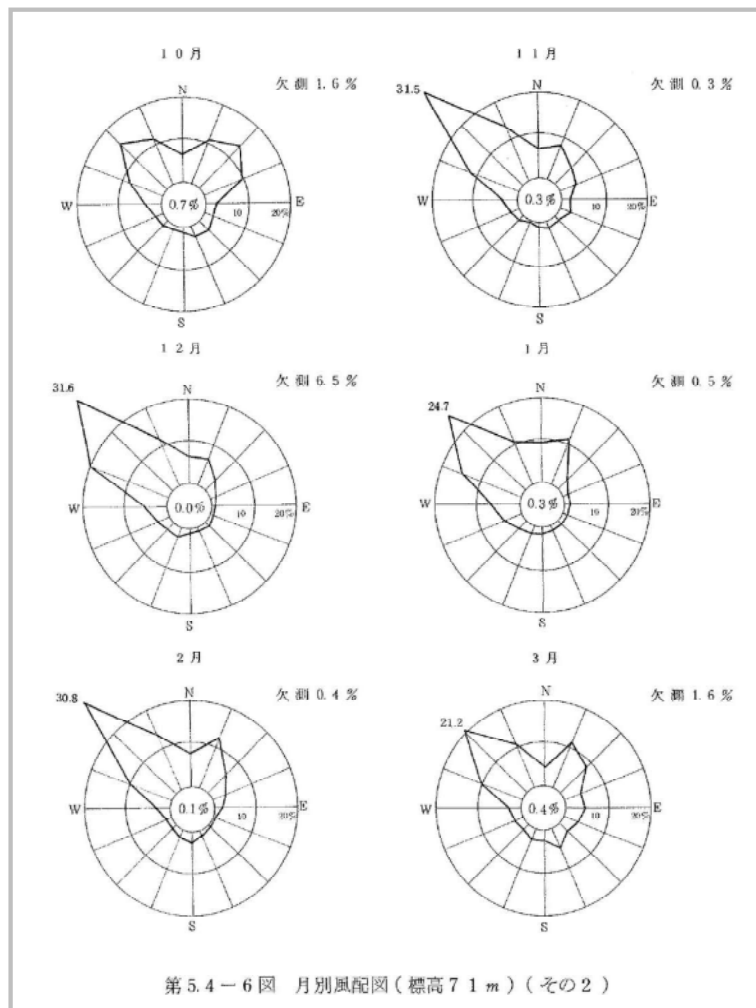 10月
欠測 1.6 %
N
W
0.7%
10
20%
E
S
11月
欠測 0.3 %
31.5
N
W
0.3%
10
20%
E
S
12月
欠測 6.5 %
31.6
N
W
0.0%
10
20%
E
S
1月
欠測 0.5 %
24.7
N
W
0.3%
10
20%
E
S
2月
欠測 0.4 %
30.8
N
W
0.1%
10
20%
E
S
3月
欠測 1.6 %
21.2
N
W
0.4%
10
20%
E
S
第5.4-6図 月別風配図(標高71m)(その2)